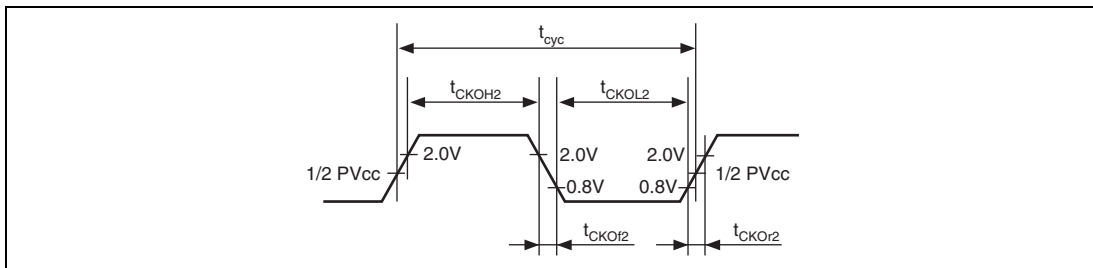 tcyc
tCKOH2 tCKOL2
2.0V 2.0V 2.0V
1/2 PVcc 1/2 PVcc
0.8V 0.8V
tCKOf2 tCKOr2